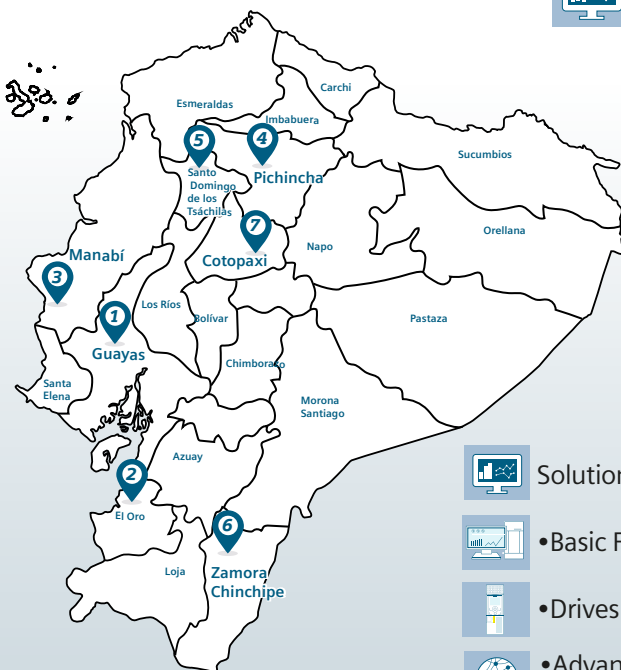 Carchi
Esmeraldas
Imbabuera
5
4
Sucumbios
Santo
Domingo
de los
Tsáchilas
Pichincha
7
Orellana
Manabí
Napo
Cotopaxi
3
Los Ríos
1
Bolívar
Pastaza
Guayas
Chimborazo
Santa
Elena
Morona
Santiago
Azuay
2
Solution
El Oro
6
•Basic F
Loja
Zamora
Chinchipe
•Drives
•Advan